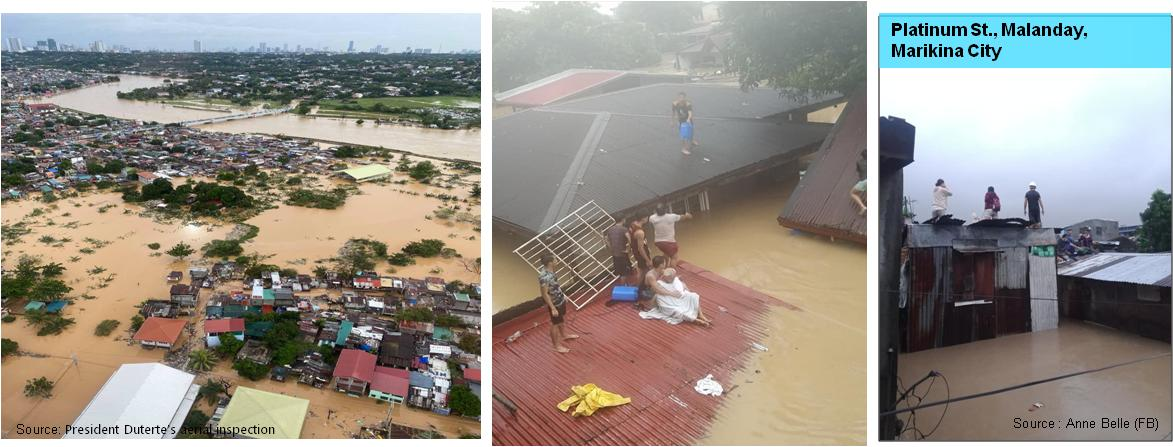 Source: President Duterte's aerial inspection
Platinum St., Malanday,
Marikina City
Source : Anne Belle (FB)